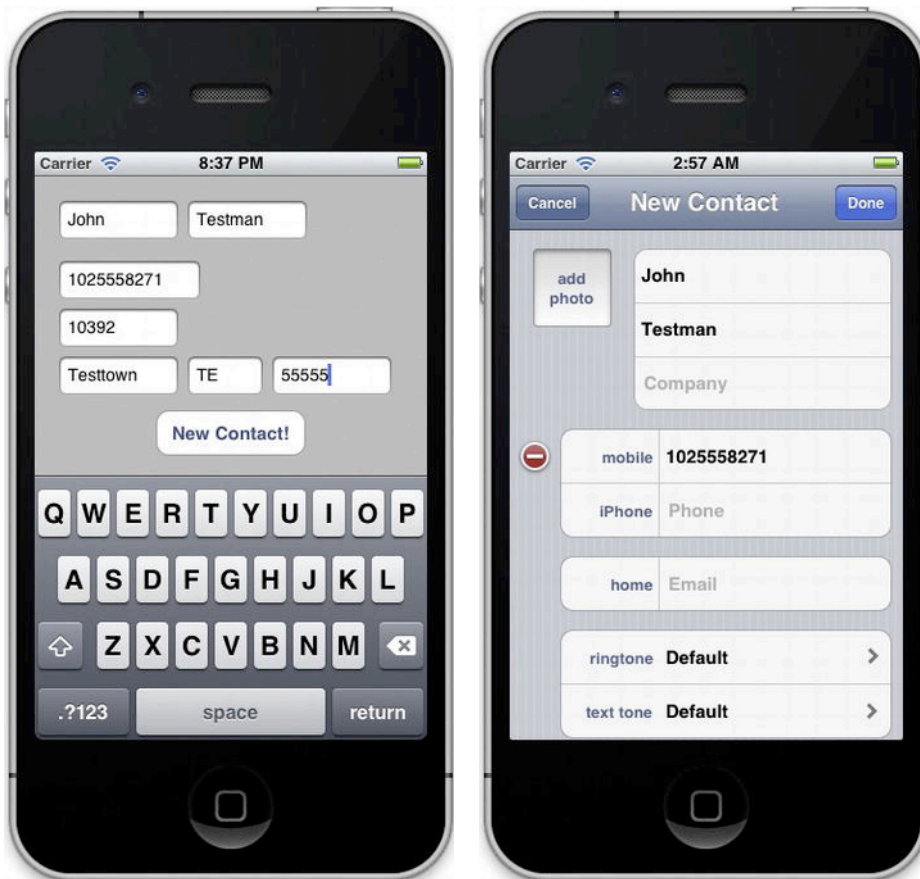 Carrier 8:37 PM
John Testman
1025558271
10392
Testtown TE 55555
New Contact!
Q W E R T Y U I O P
A S D F G H J K L
Z X C V B N M
.?123 space return
Carrier 2:57 AM
Cancel New Contact Done
add
photo
John
Testman
Company
mobile 1025558271
iPhone Phone
home Email
ringtone Default
text tone Default